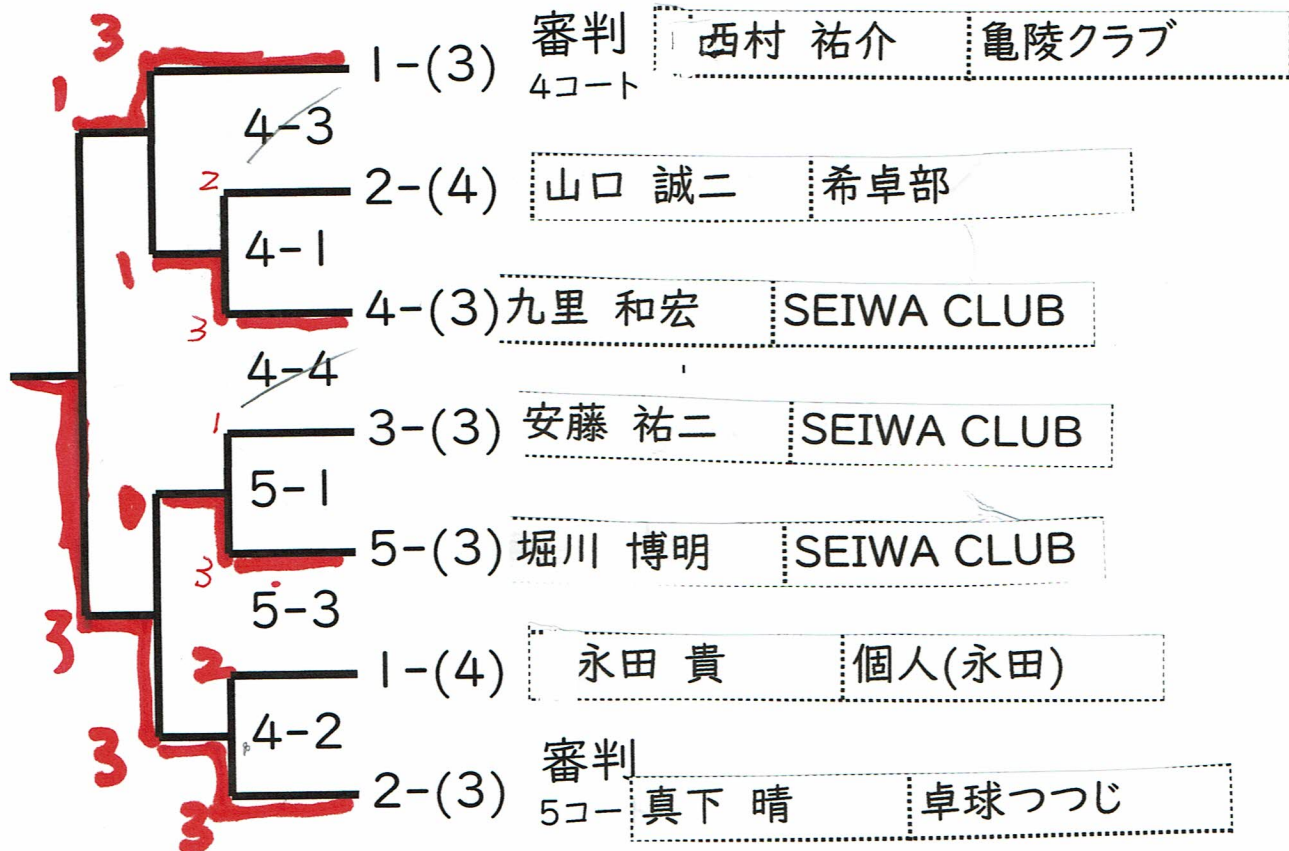 3
審判 西村 祐介 亀陵クラブ
1-(3)
4コート
1
4-3
2
2-(4) 山口 誠二 希卓部
4-1
1
4-(3) 九里 和宏 SEIWA CLUB
3
4-4
1
3-(3) 安藤 祐二 SEIWA CLUB
5-1
0
5-(3) 堀川 博明 SEIWA CLUB
3
5-3
3
2
1-(4) 永田 貴 個人(永田)
4-2
3
審判
2-(3)
5コー 真下 晴 卓球つつじ
3